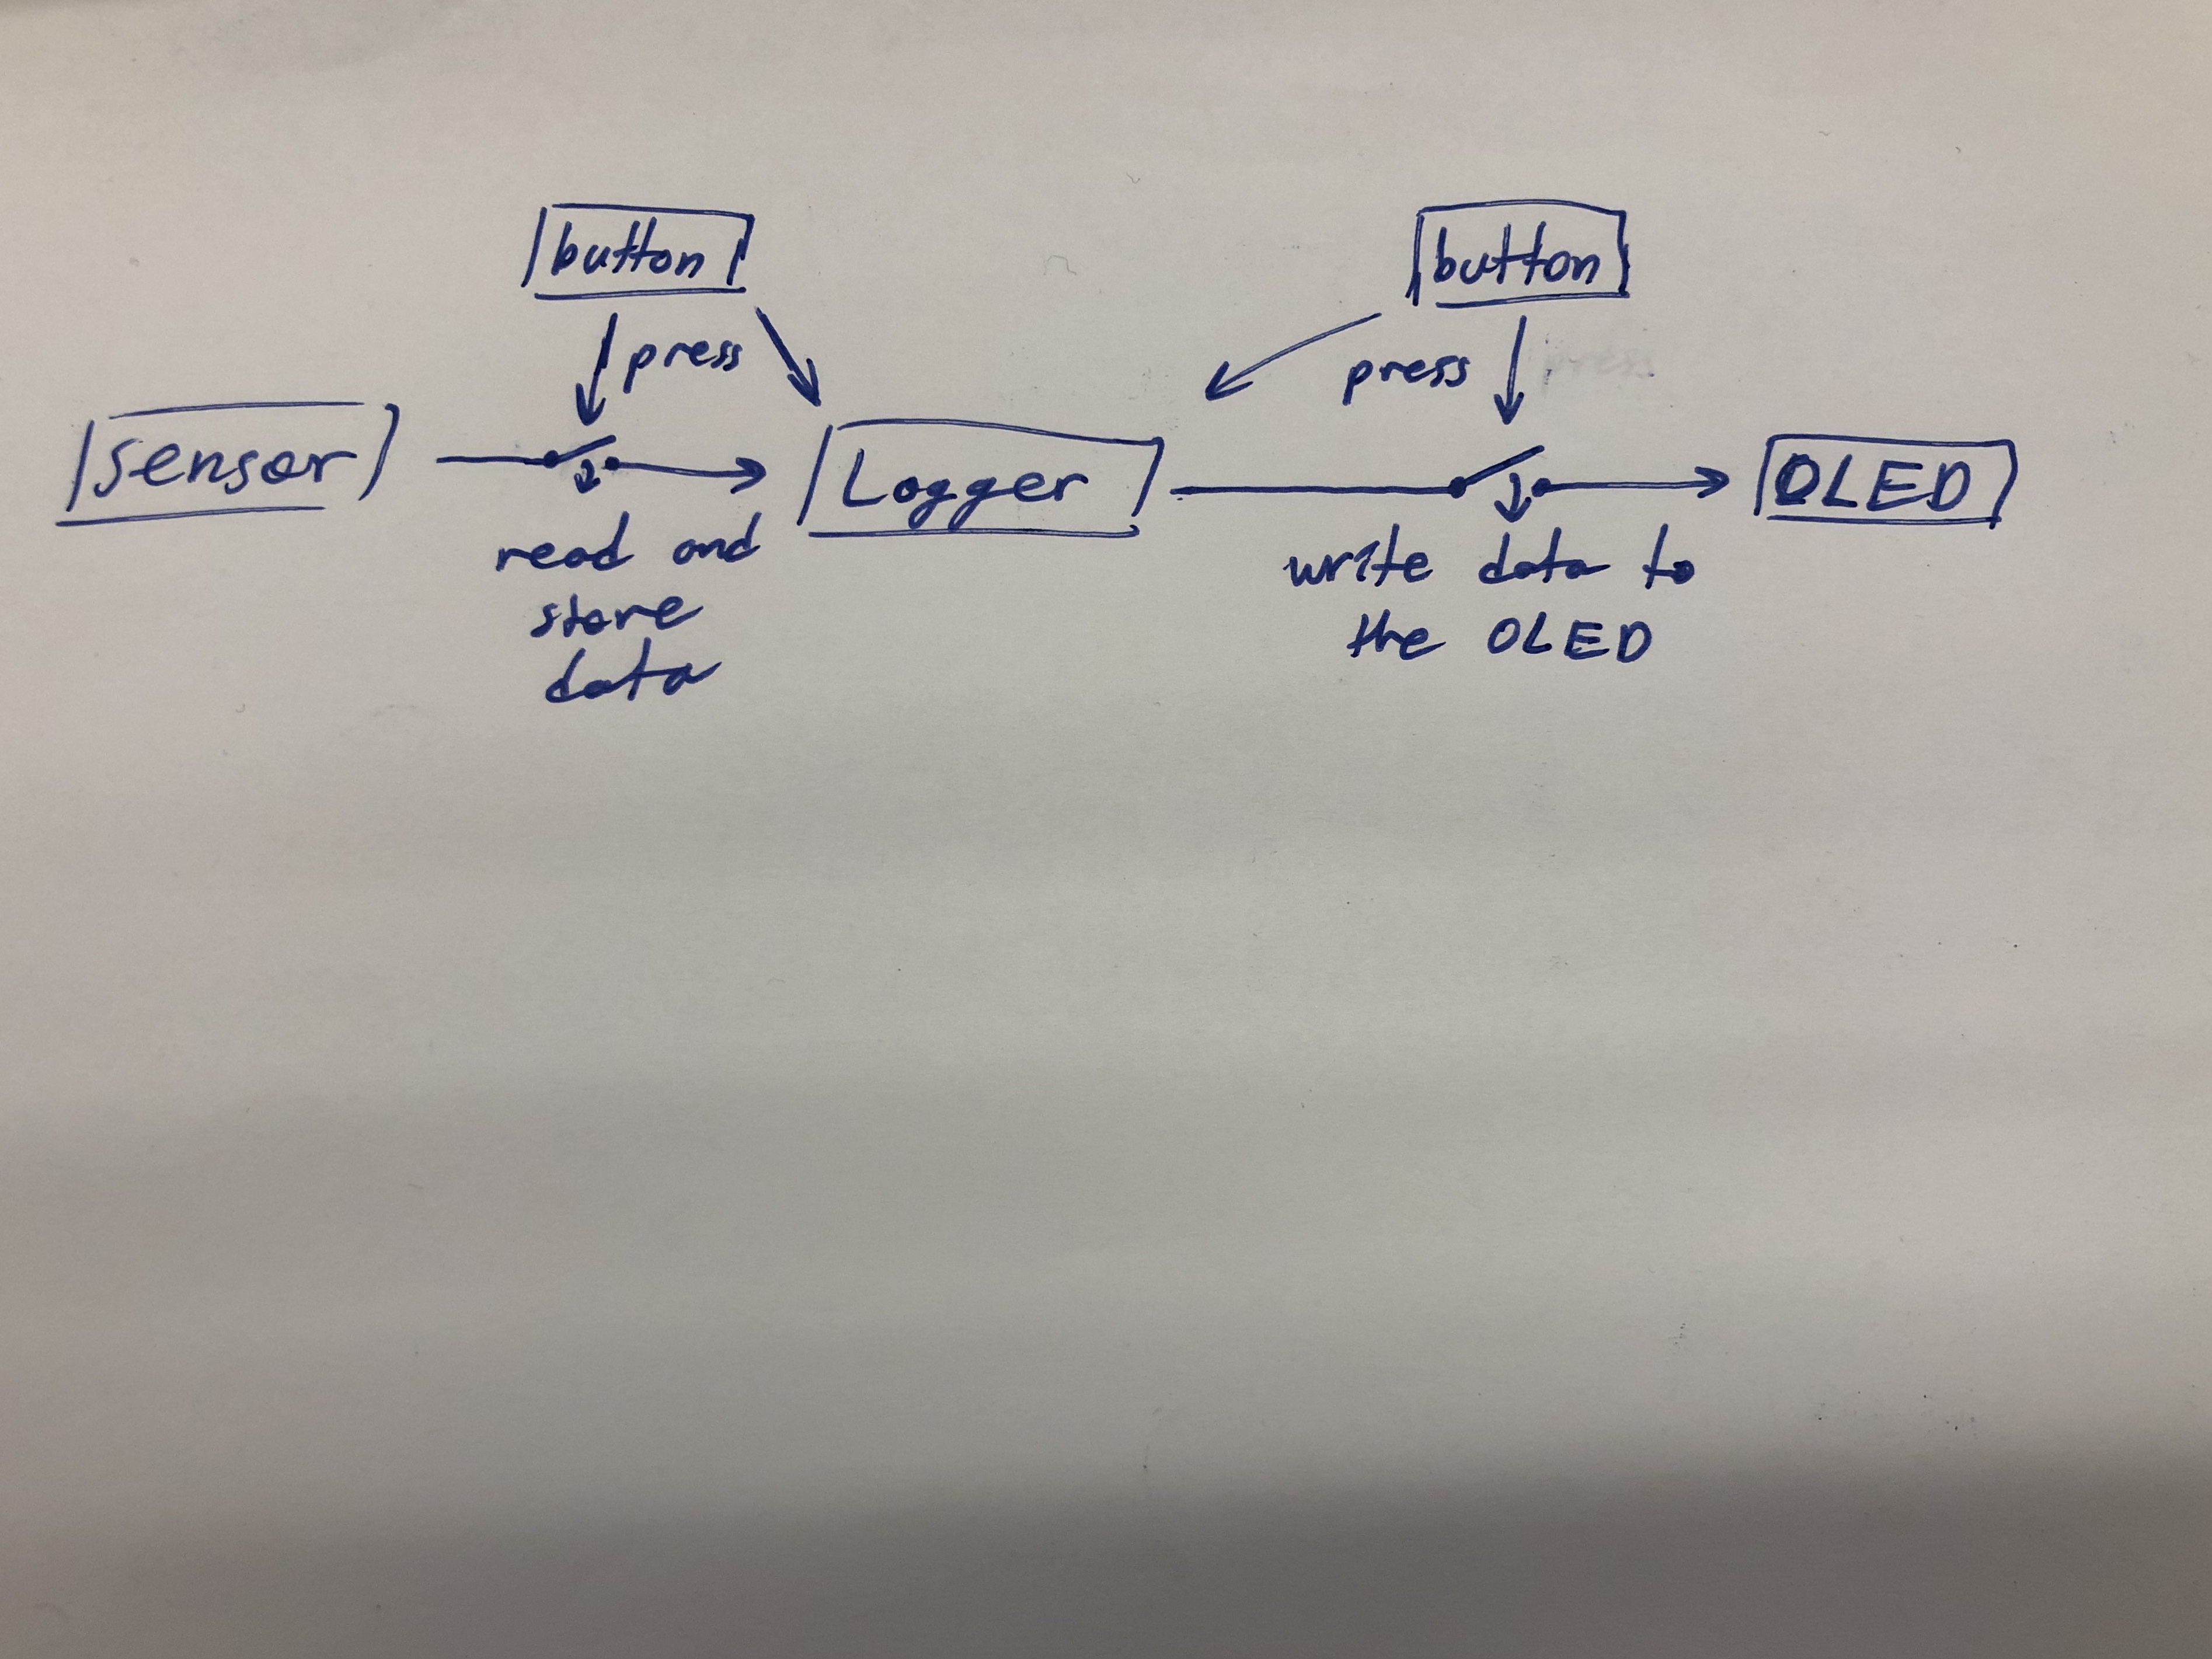 button
button
press
press
sensor
Logger
OLED
read and
store
data
write data to
the OLED